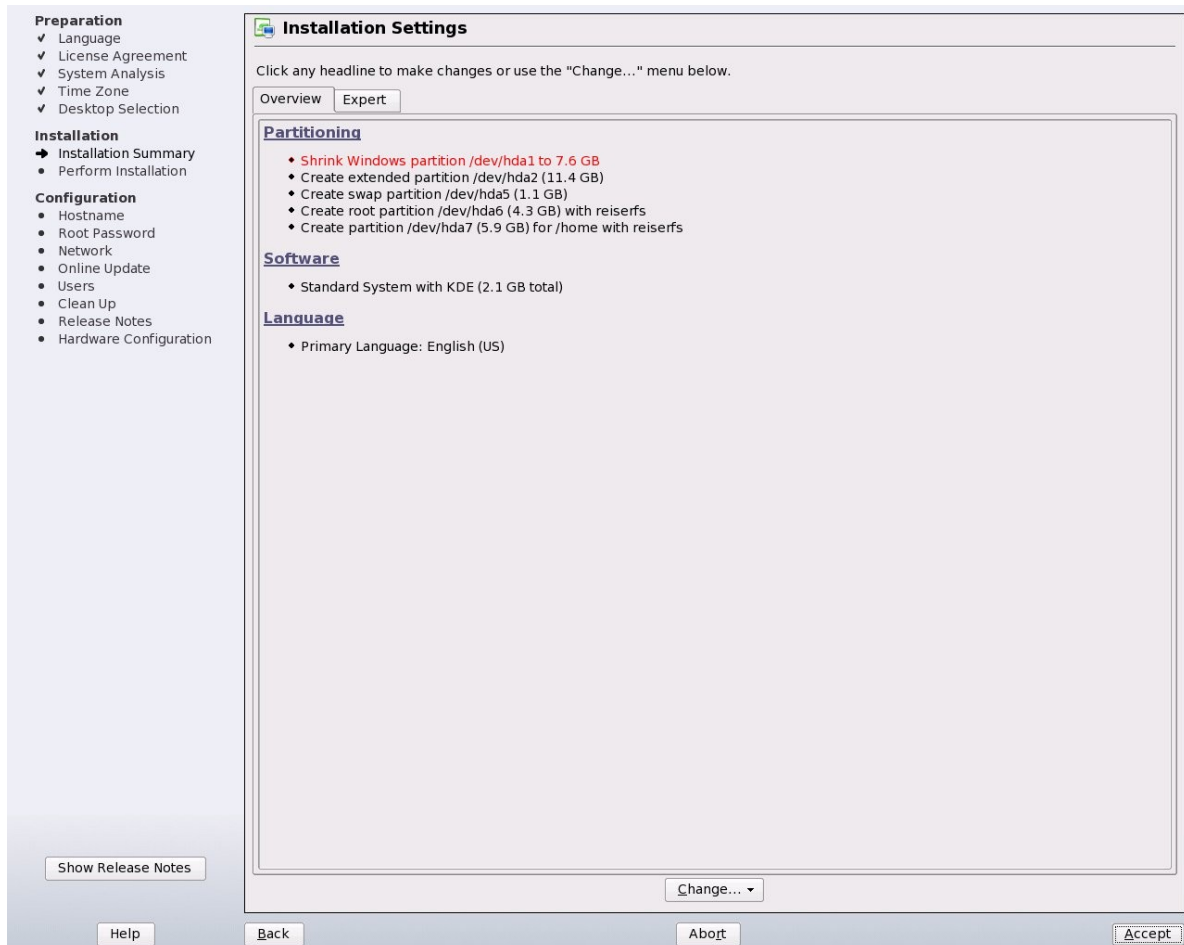 Preparation
Language
License Agreement
System Analysis
Time Zone
Desktop Selection
Installation
Installation Summary
Perform Installation
Configuration
Hostname
Root Password
Network
Online Update
Users
Clean Up
Release Notes
Hardware Configuration
Show Release Notes
Help
Installation Settings
Click any headline to make changes or use the "Change..." menu below.
Overview
Expert
Partitioning
Shrink Windows partition /dev/hda1 to 7.6 GB
Create extended partition /dev/hda2 (11.4 GB)
Create swap partition /dev/hda5 (1.1 GB)
Create root partition /dev/hda6 (4.3 GB) with reiserfs
Create partition /dev/hda7 (5.9 GB) for /home with reiserfs
Software
Standard System with KDE (2.1 GB total)
Language
Primary Language: English (US)
Change...
Back
Abort
Accept